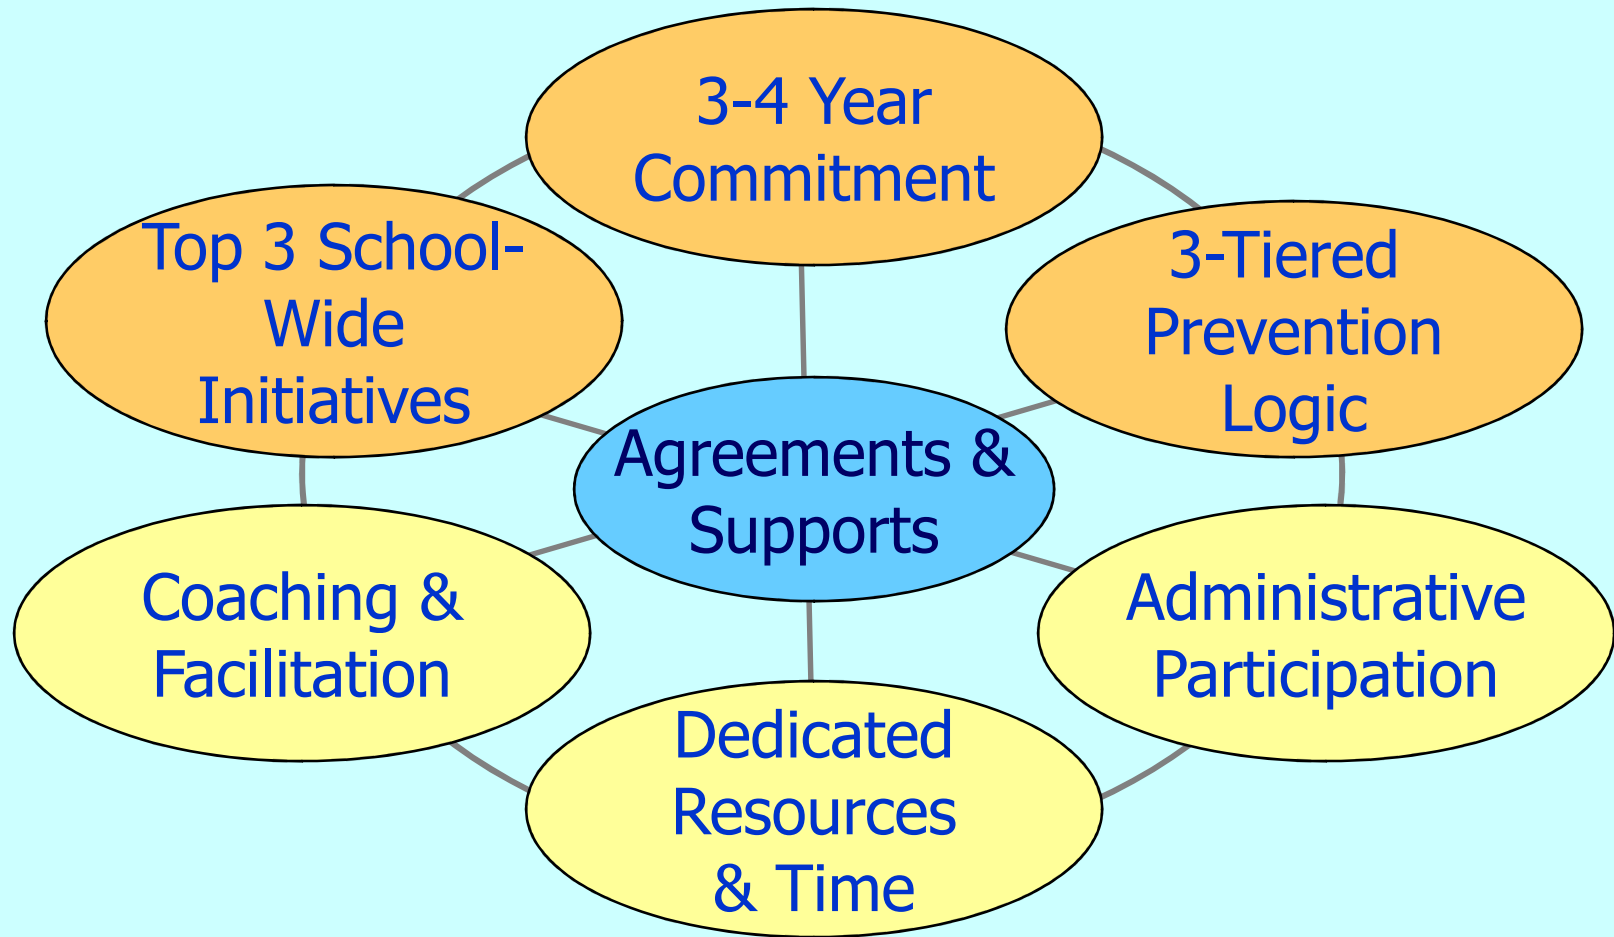 3-4 Year
Commitment
Top 3 School-
Wide
Initiatives
3-Tiered
Prevention
Logic
Agreements &
Supports
Coaching &
Facilitation
Administrative
Participation
Dedicated
Resources
& Time